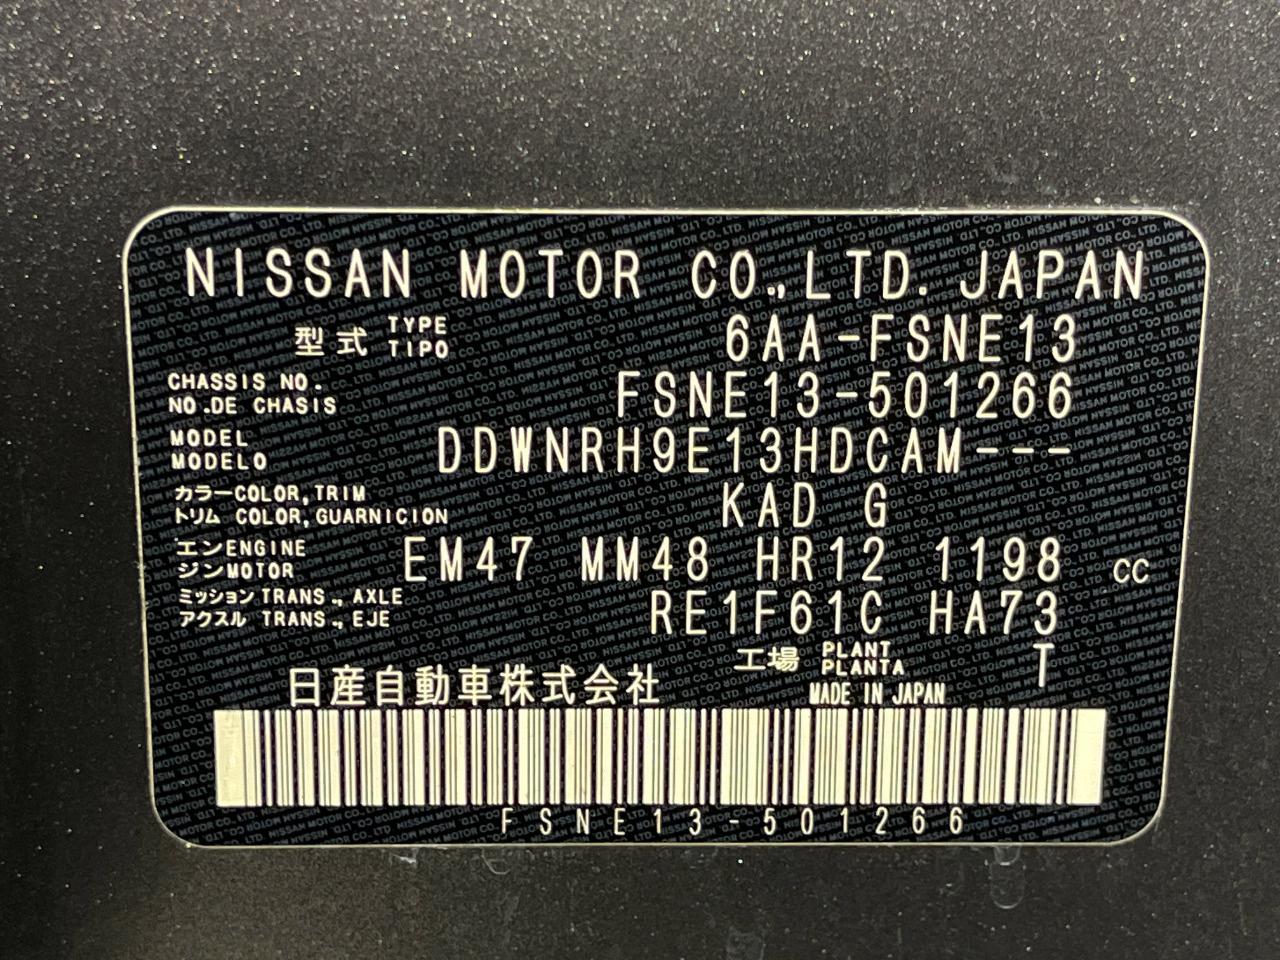 NISSAN MOTOR CO.,LTD. JAPAN
型式 TYPE TIPO 6AA-FSNE13
CHASSIS NO. NO.DE CHASIS FSNE13-501266
MODEL MODELO DDWNRH9E13HDCAM---
カラー COLOR,TRIM トリム COLOR,GUARNICION KAD G
エンジン ENGINE MOTOR EM47 MM48 HR12 1198 cc
ミッション TRANS., AXLE アクスル TRANS., EJE RE1F61C HA73
工場 PLANT PLANTA T
日産自動車株式会社 MADE IN JAPAN
FSNE13-501266